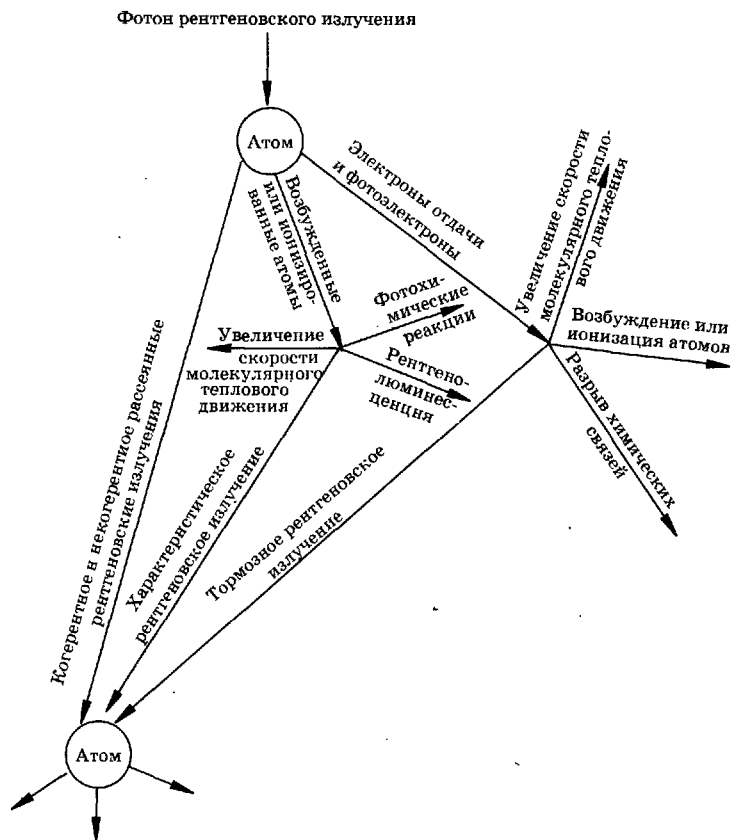 Фотон рентгеновского излучения
Атом
Электроны отдачи
и фотоэлектроны
Возбужденные
или ионизиро-
ванные атомы
Увеличение скорости
молекулярного тепло-
вого движения
Фотохи-
мические
реакции
Возбуждение или
ионизация атомов
Увеличение
скорости
молекулярного
теплового
движения
Рентгено-
люминес-
ценция
Разрыв химических
связей
Когерентное и некогерентное рассеянные
рентгеновские излучения
Характеристическое
рентгеновское излучение
Тормозное рентгеновское
излучение
Атом